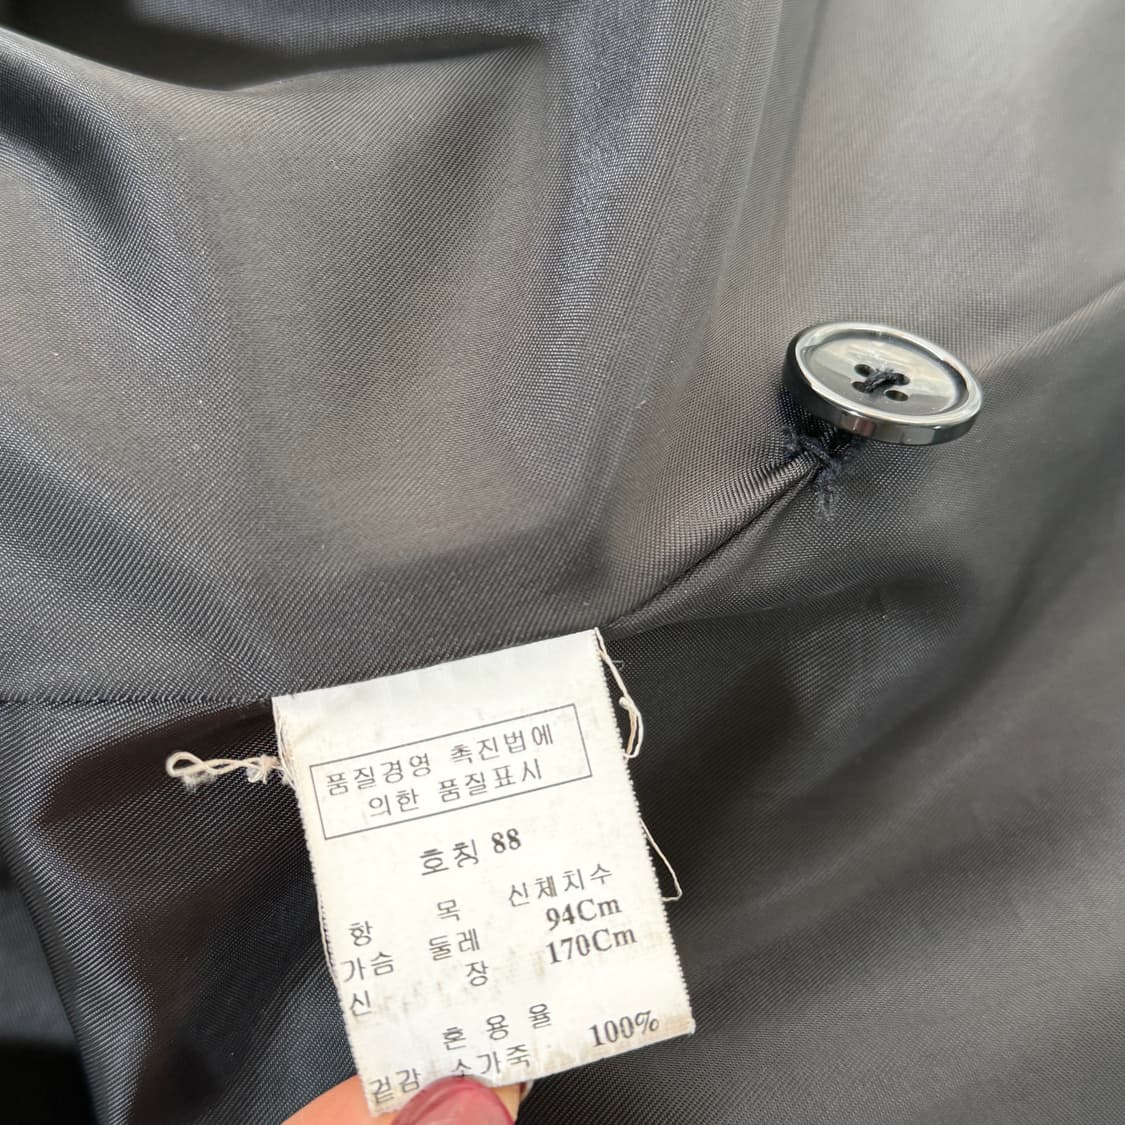 품질경영 촉진법에
의한 품질표시
호칭 88
항 목 신체치수
가슴 둘레 94Cm
신 장 170Cm
혼 용 율
겉감 소가죽 100%